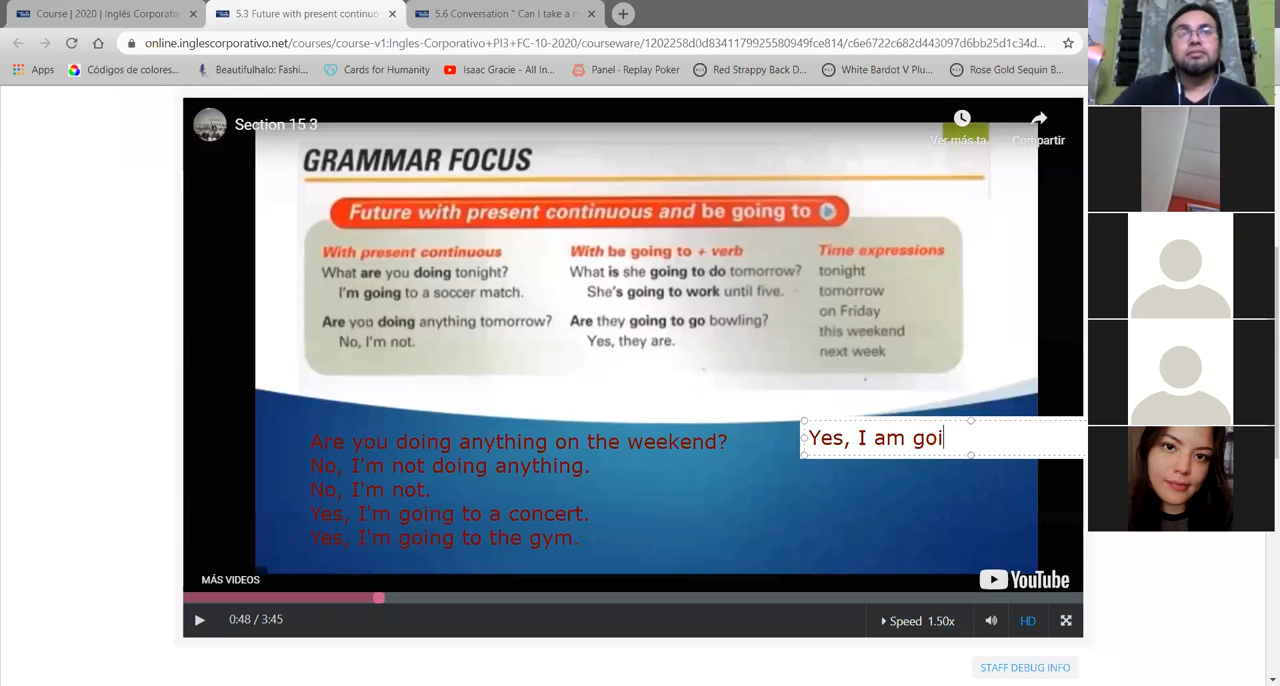 Course | 2020 | Inglés Corporativ
5.3 Future with present continuo
5.6 Conversation " Can I take a m
online.inglescorporativo.net/courses/course-v1:Ingles-Corporativo+PI3+FC-10-2020/courseware/1202258d0d8341179925580949fce814/c6e6722c682d443097d6bb25d1c34d...
Apps
Códigos de colores...
Beautifulhalo: Fashi...
Cards for Humanity
Isaac Gracie - All In...
Panel · Replay Poker
Red Strappy Back D...
White Bardot V Plu...
Rose Gold Sequin B...
Section 15 3
Ver más ta...
Compartir
GRAMMAR FOCUS
Future with present continuous and be going to
With present continuous
What are you doing tonight?
I'm going to a soccer match.
Are you doing anything tomorrow?
No, I'm not.
With be going to + verb
What is she going to do tomorrow?
She's going to work until five.
Are they going to go bowling?
Yes, they are.
Time expressions
tonight
tomorrow
on Friday
this weekend
next week
Are you doing anything on the weekend?
No, I'm not doing anything.
No, I'm not.
Yes, I'm going to a concert.
Yes, I'm going to the gym.
Yes, I am goi
MÁS VIDEOS
YouTube
0:48 / 3:45
Speed 1.50x
HD
STAFF DEBUG INFO